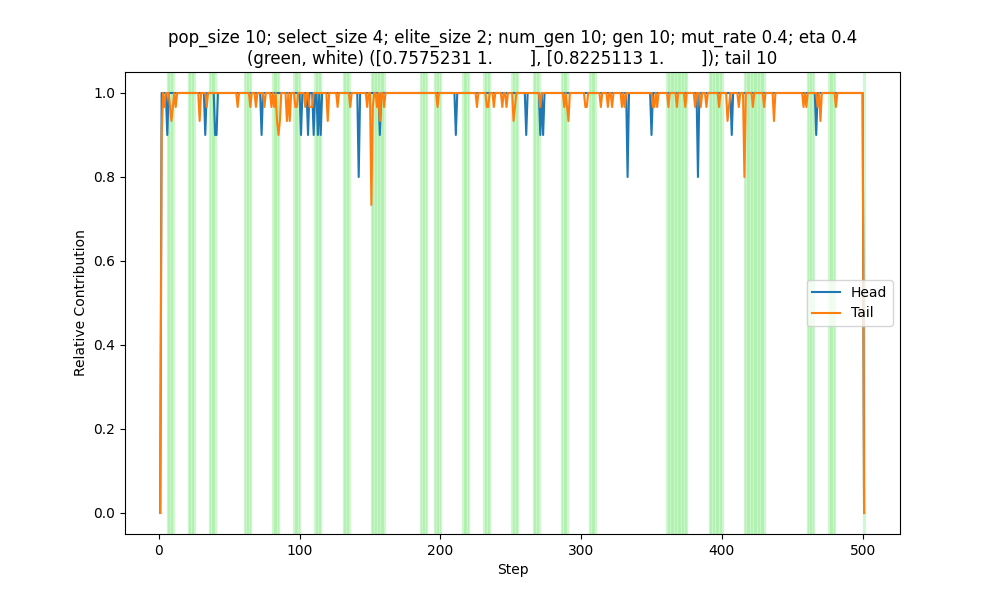 pop_size 10; select_size 4; elite_size 2; num_gen 10; gen 10; mut_rate 0.4; eta 0.4
(green, white) ([0.7575231 1.        ], [0.8225113 1.        ]); tail 10
1.0
0.8
0.6
0.4
0.2
0.0
Relative Contribution
Head
Tail
0
100
200
300
400
500
Step